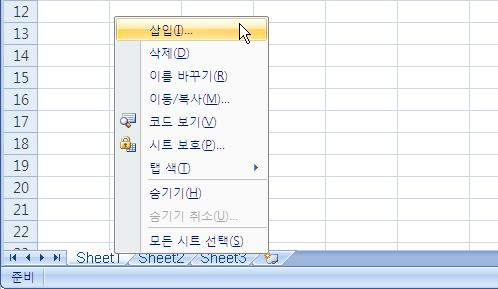 12
13
14
15
16
17
18
19
20
21
22
삽입(I)...
삭제(D)
이름 바꾸기(R)
이동/복사(M)...
코드 보기(V)
시트 보호(P)...
탭 색(T)
숨기기(H)
숨기기 취소(U)...
모든 시트 선택(S)
Sheet1 Sheet2 Sheet3
준비